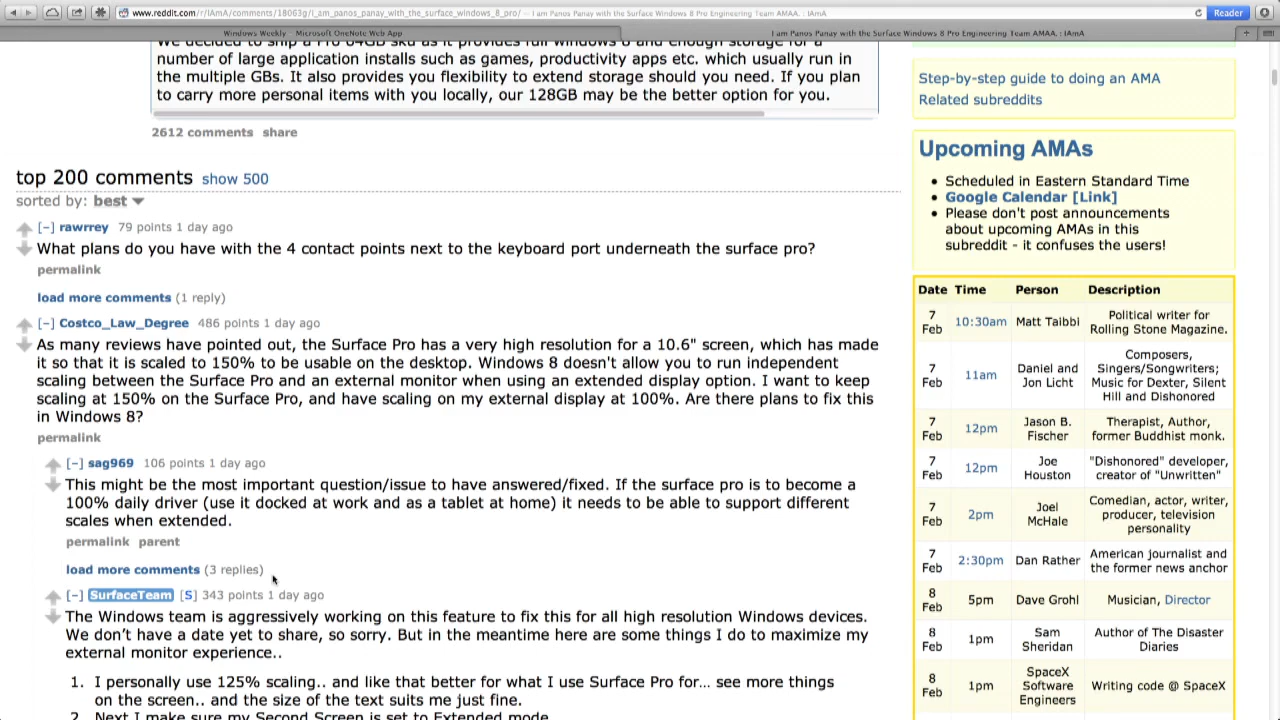 www.reddit.com/r/IAmA/comments/18063g/i_am_panos_panay_with_the_surface_windows_8_pro/ — I am Panos Panay with the Surface Windows 8 Pro Engineering Team AMAA. : IAmA
Reader
Windows Weekly - Microsoft OneNote Web App
I am Panos Panay with the Surface Windows 8 Pro Engineering Team AMAA. : IAmA
We decided to ship a Pro 64GB sku as it provides full Windows 8 and enough storage for a
number of large application installs such as games, productivity apps etc. which usually run in
the multiple GBs. It also provides you flexibility to extend storage should you need. If you plan
to carry more personal items with you locally, our 128GB may be the better option for you.
2612 comments share
top 200 comments show 500
sorted by: best
[–] rawrrey 79 points 1 day ago
What plans do you have with the 4 contact points next to the keyboard port underneath the surface pro?
permalink
load more comments (1 reply)
[–] Costco_Law_Degree 486 points 1 day ago
As many reviews have pointed out, the Surface Pro has a very high resolution for a 10.6" screen, which has made
it so that it is scaled to 150% to be usable on the desktop. Windows 8 doesn't allow you to run independent
scaling between the Surface Pro and an external monitor when using an extended display option. I want to keep
scaling at 150% on the Surface Pro, and have scaling on my external display at 100%. Are there plans to fix this
in Windows 8?
permalink
[–] sag969 106 points 1 day ago
This might be the most important question/issue to have answered/fixed. If the surface pro is to become a
100% daily driver (use it docked at work and as a tablet at home) it needs to be able to support different
scales when extended.
permalink parent
load more comments (3 replies)
[–] SurfaceTeam [S] 343 points 1 day ago
The Windows team is aggressively working on this feature to fix this for all high resolution Windows devices.
We don't have a date yet to share, so sorry. But in the meantime here are some things I do to maximize my
external monitor experience..
1. I personally use 125% scaling.. and like that better for what I use Surface Pro for... see more things
on the screen.. and the size of the text suits me just fine.
2. Next I make sure my Second Screen is set to Extended mode
Step-by-step guide to doing an AMA
Related subreddits
Upcoming AMAs
• Scheduled in Eastern Standard Time
• Google Calendar [Link]
• Please don't post announcements
about upcoming AMAs in this
subreddit - it confuses the users!
Date Time Person Description
7 Feb 10:30am Matt Taibbi Political writer for Rolling Stone Magazine.
7 Feb 11am Daniel and Jon Licht Composers, Singers/Songwriters; Music for Dexter, Silent Hill and Dishonored
7 Feb 12pm Jason B. Fischer Therapist, Author, former Buddhist monk.
7 Feb 12pm Joe Houston "Dishonored" developer, creator of "Unwritten"
7 Feb 2pm Joel McHale Comedian, actor, writer, producer, television personality
7 Feb 2:30pm Dan Rather American journalist and the former news anchor
8 Feb 5pm Dave Grohl Musician, Director
8 Feb 1pm Sam Sheridan Author of The Disaster Diaries
8 Feb 1pm SpaceX Software Engineers Writing code @ SpaceX